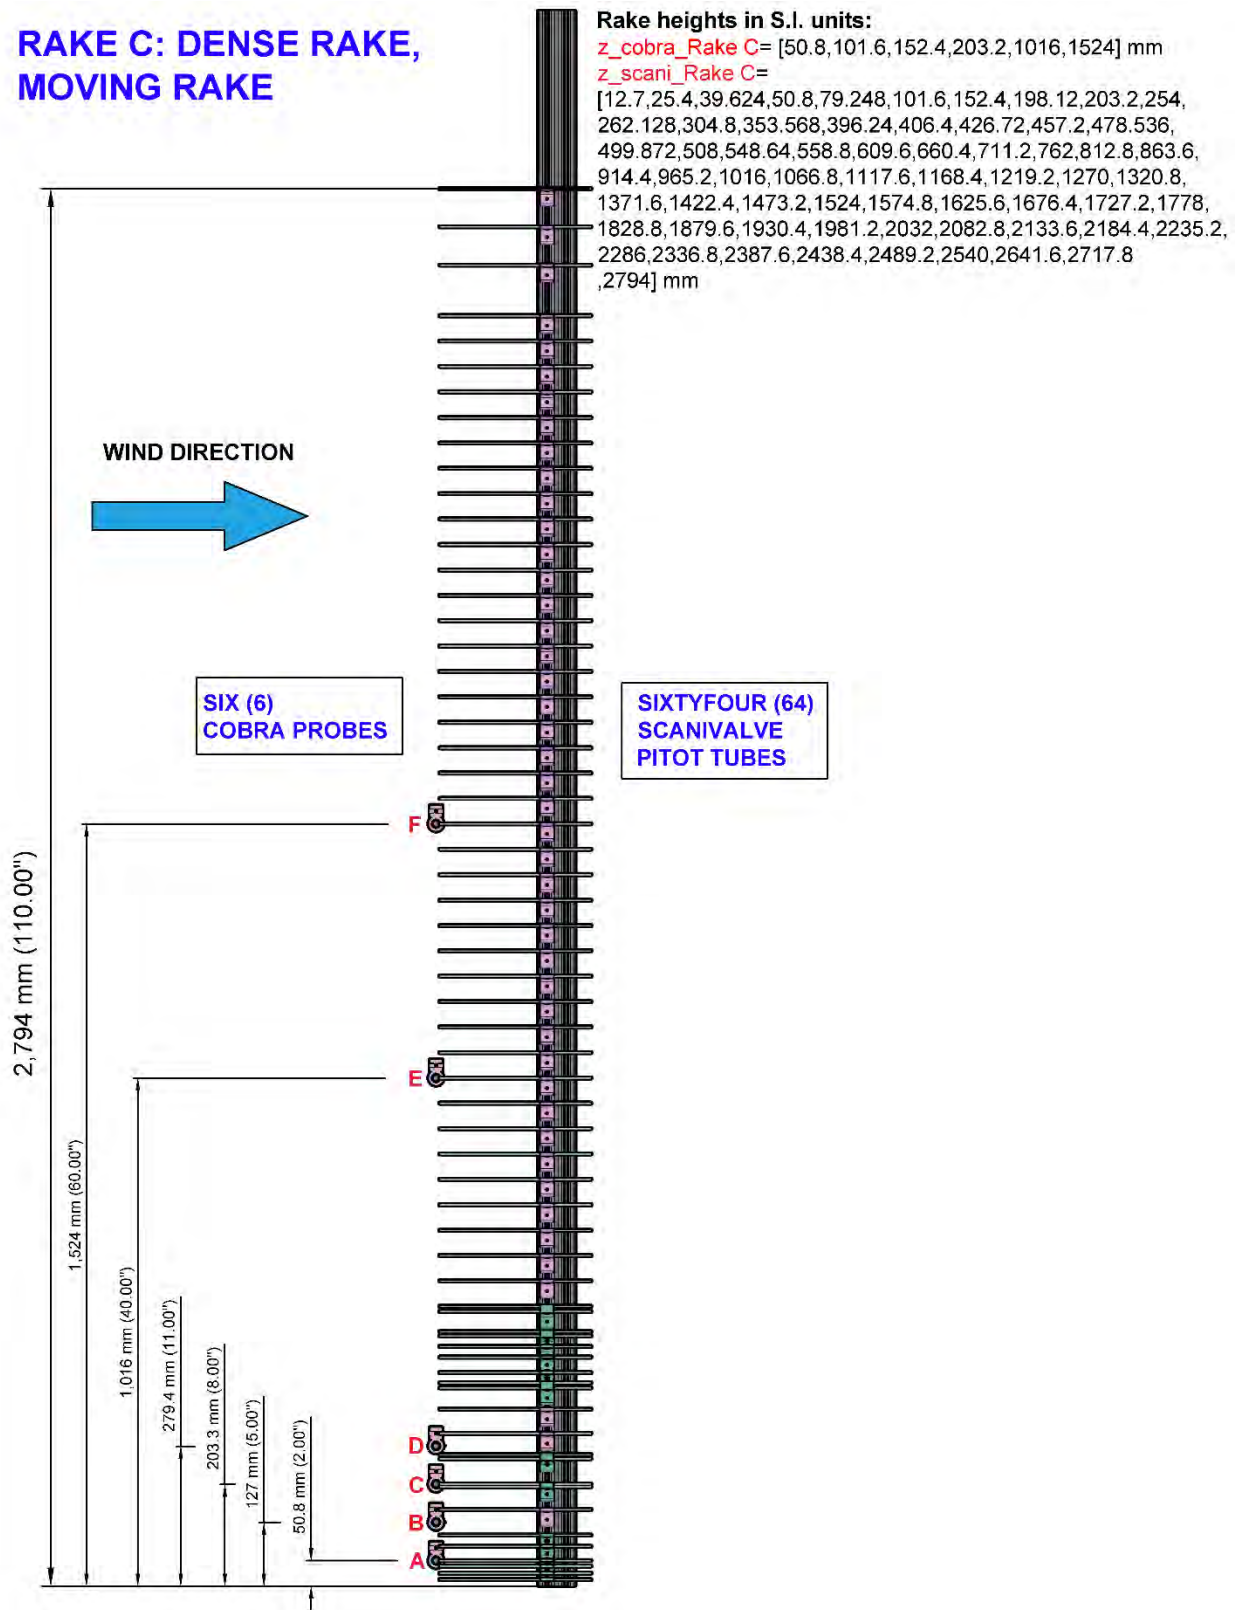 RAKE C: DENSE RAKE,
MOVING RAKE
Rake heights in S.I. units:
z_cobra_Rake C= [50.8,101.6,152.4,203.2,1016,1524] mm
z_scani_Rake C=
[12.7,25.4,39.624,50.8,79.248,101.6,152.4,198.12,203.2,254,
262.128,304.8,353.568,396.24,406.4,426.72,457.2,478.536,
499.872,508,548.64,558.8,609.6,660.4,711.2,762,812.8,863.6,
914.4,965.2,1016,1066.8,1117.6,1168.4,1219.2,1270,1320.8,
1371.6,1422.4,1473.2,1524,1574.8,1625.6,1676.4,1727.2,1778,
1828.8,1879.6,1930.4,1981.2,2032,2082.8,2133.6,2184.4,2235.2,
2286,2336.8,2387.6,2438.4,2489.2,2540,2641.6,2717.8
,2794] mm
WIND DIRECTION
SIX (6)
COBRA PROBES
SIXTYFOUR (64)
SCANIVALVE
PITOT TUBES
F
E
D
C
B
A
2,794 mm (110.00")
1,524 mm (60.00")
1,016 mm (40.00")
279.4 mm (11.00")
203.3 mm (8.00")
127 mm (5.00")
50.8 mm (2.00")